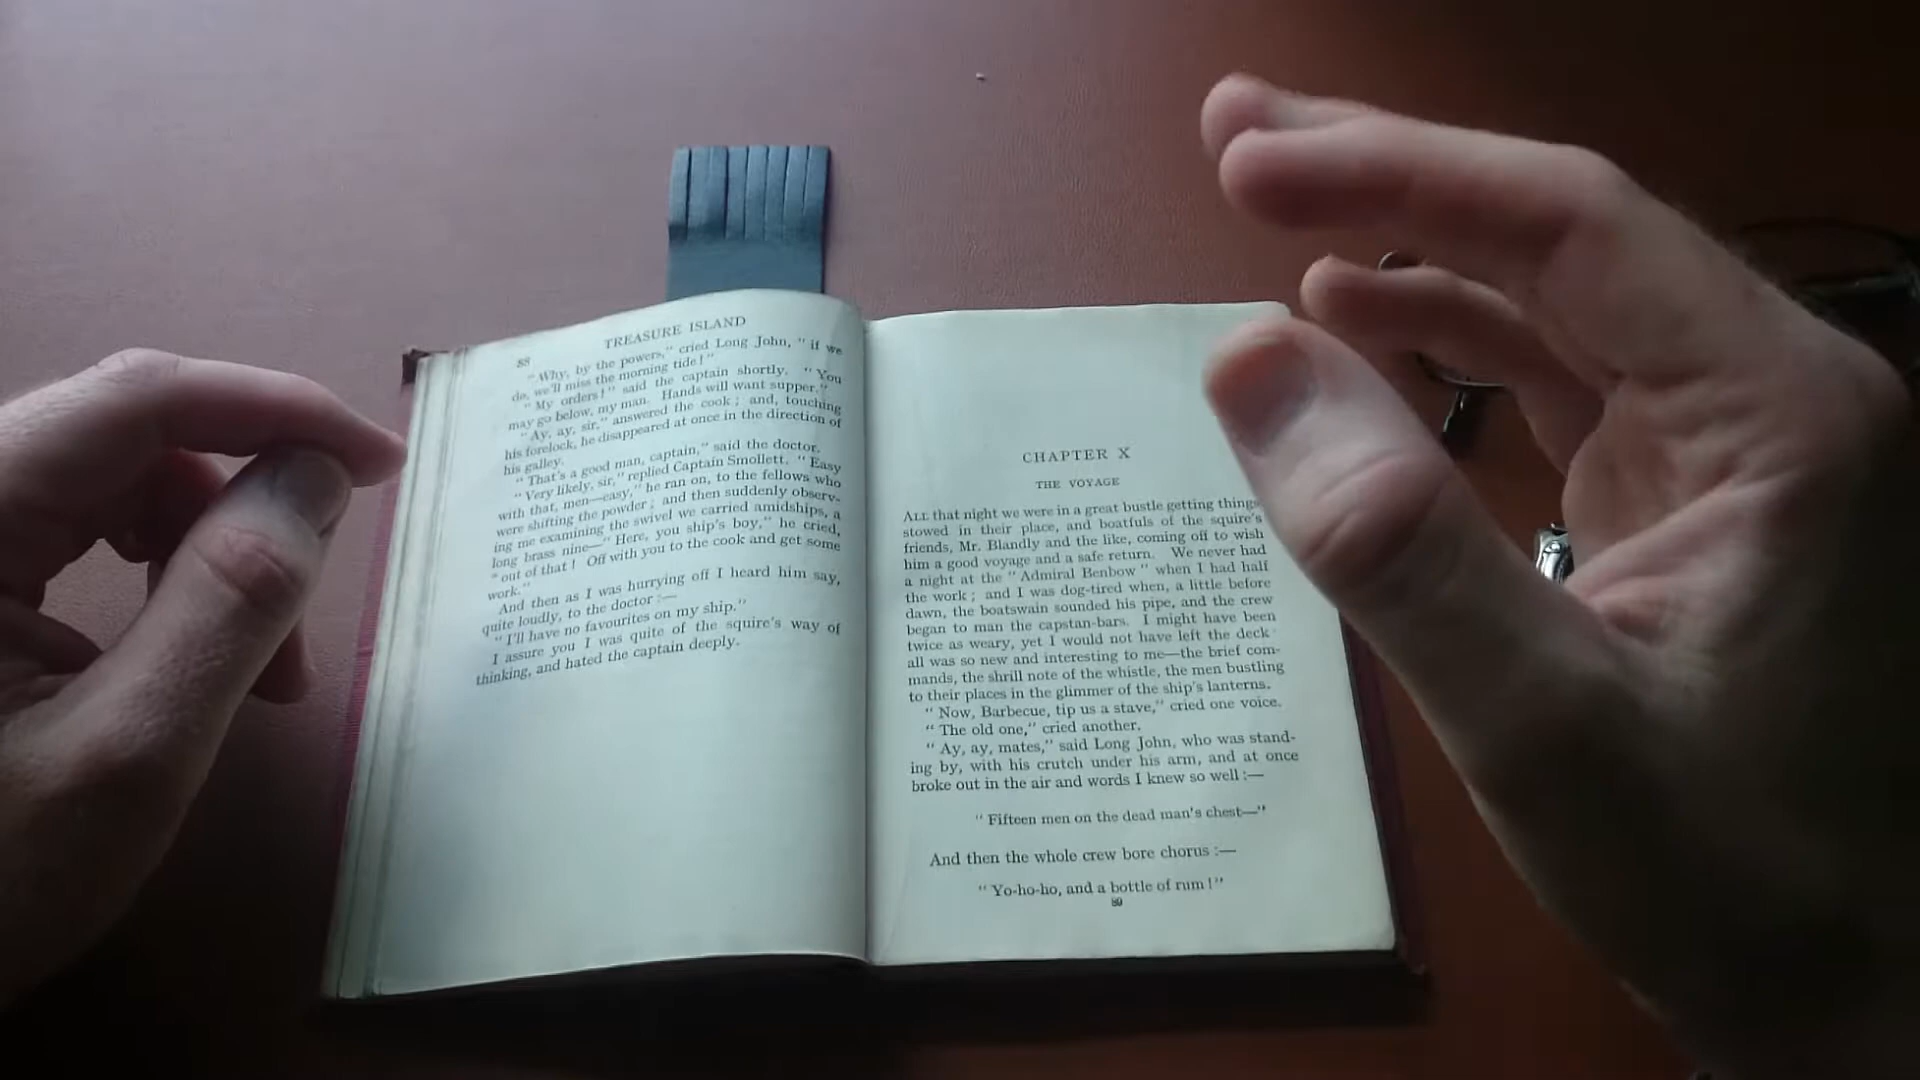 88
TREASURE ISLAND
"Why, by the powers," cried Long John, "if we
do, we'll miss the morning tide!"
"My orders!" said the captain shortly. "You
may go below, my man. Hands will want supper."
"Ay, ay, sir," answered the cook; and, touching
his forelock, he disappeared at once in the direction of
his galley.
"That's a good man, captain," said the doctor.
"Very likely, sir," replied Captain Smollett. "Easy
with that, men—easy," he ran on, to the fellows who
were shifting the powder; and then suddenly observ-
ing me examining the swivel we carried amidships, a
long brass nine—"Here, you ship's boy," he cried,
"out of that! Off with you to the cook and get some
work."
And then as I was hurrying off I heard him say,
quite loudly, to the doctor:—
"I'll have no favourites on my ship."
I assure you I was quite of the squire's way of
thinking, and hated the captain deeply.
CHAPTER X
THE VOYAGE
ALL that night we were in a great bustle getting things
stowed in their place, and boatfuls of the squire's
friends, Mr. Blandly and the like, coming off to wish
him a good voyage and a safe return. We never had
a night at the "Admiral Benbow" when I had half
the work; and I was dog-tired when, a little before
dawn, the boatswain sounded his pipe, and the crew
began to man the capstan-bars. I might have been
twice as weary, yet I would not have left the deck
all was so new and interesting to me—the brief com-
mands, the shrill note of the whistle, the men bustling
to their places in the glimmer of the ship's lanterns.
"Now, Barbecue, tip us a stave," cried one voice.
"The old one," cried another.
"Ay, ay, mates," said Long John, who was stand-
ing by, with his crutch under his arm, and at once
broke out in the air and words I knew so well:—
"Fifteen men on the dead man's chest—"
And then the whole crew bore chorus:—
"Yo-ho-ho, and a bottle of rum!"
89